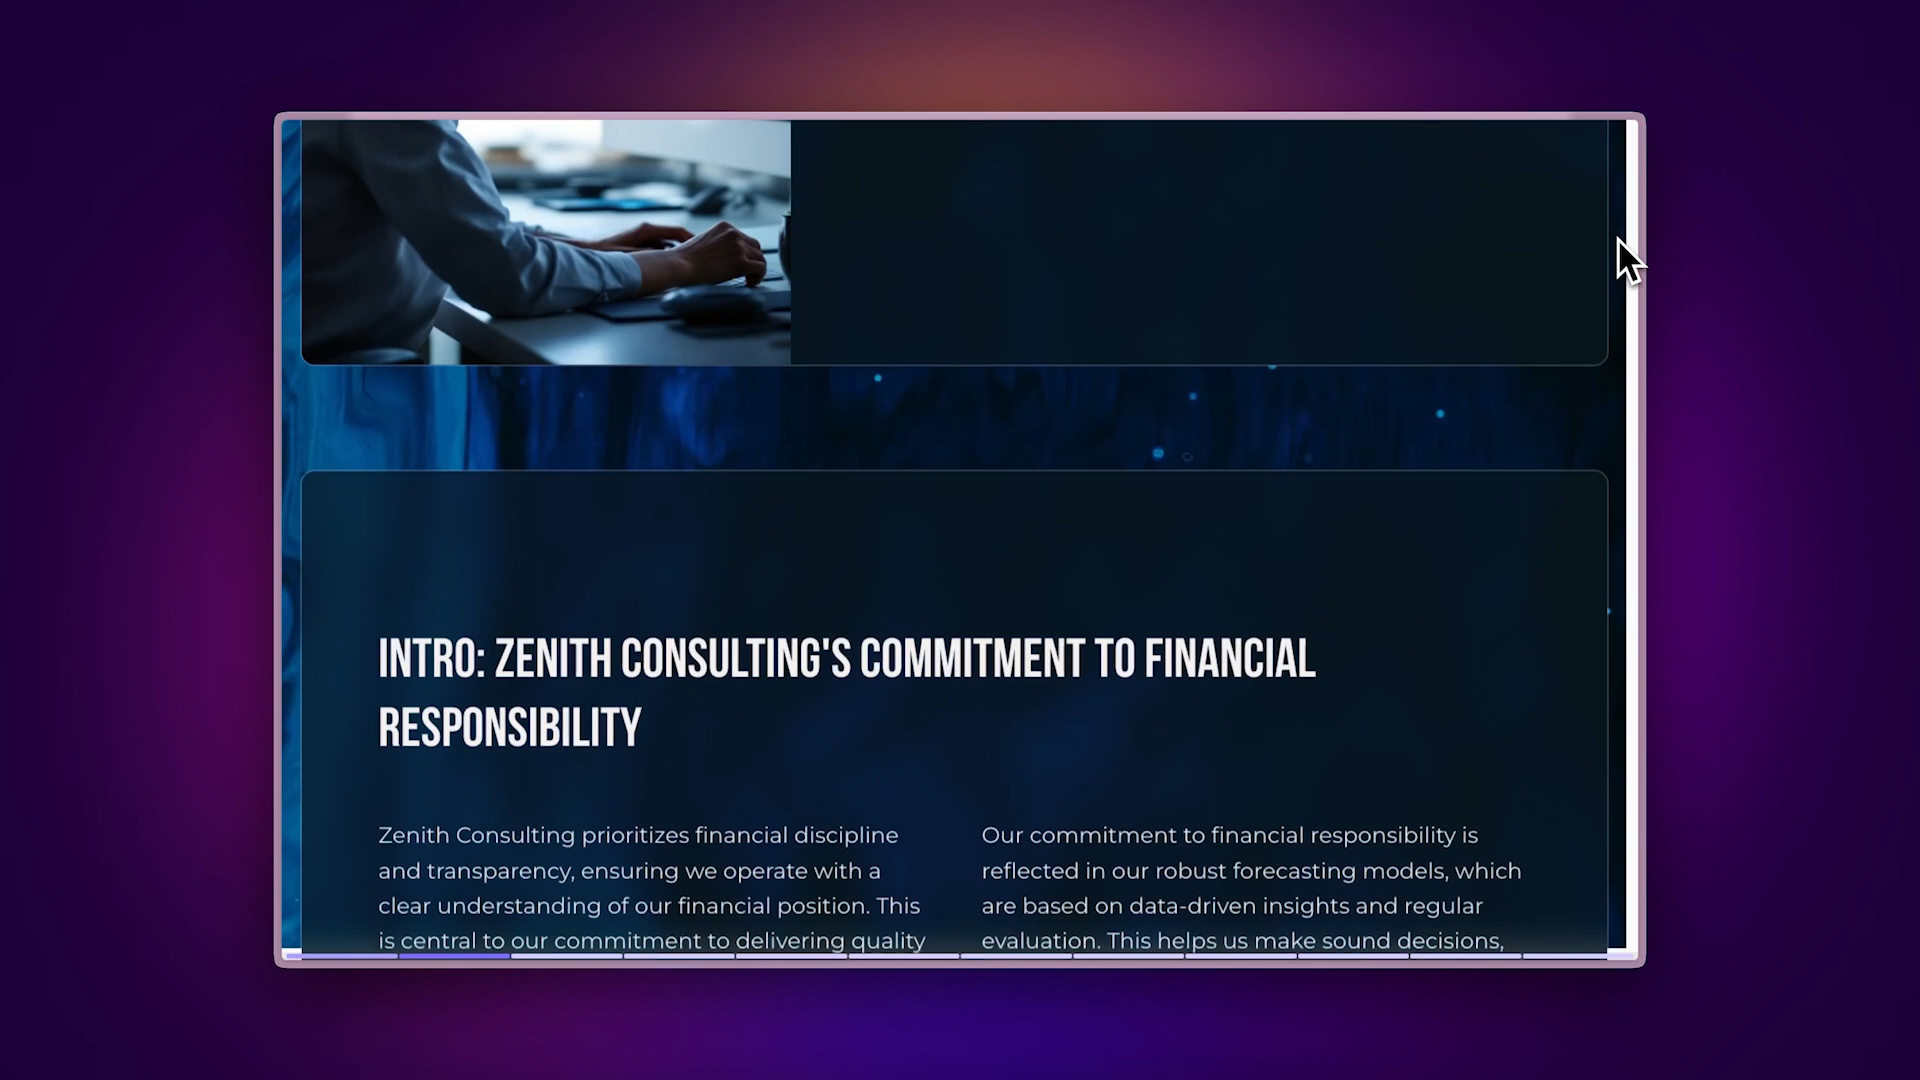 INTRO: ZENITH CONSULTING'S COMMITMENT TO FINANCIAL
RESPONSIBILITY
Zenith Consulting prioritizes financial discipline
and transparency, ensuring we operate with a
clear understanding of our financial position. This
is central to our commitment to delivering quality
Our commitment to financial responsibility is
reflected in our robust forecasting models, which
are based on data-driven insights and regular
evaluation. This helps us make sound decisions,